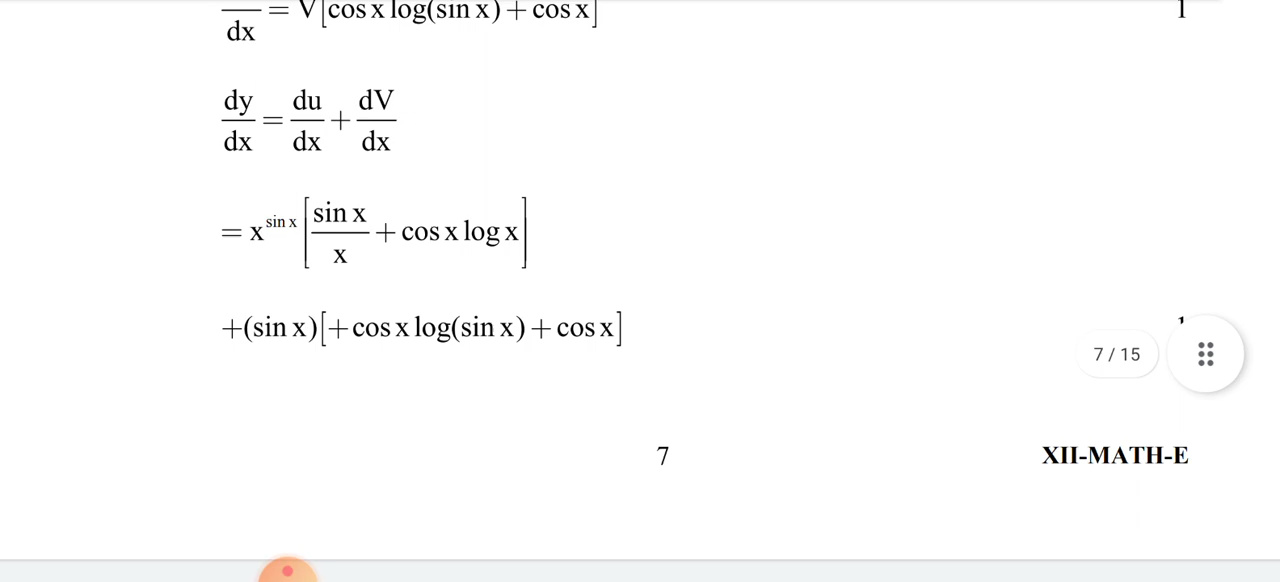 /dx = V[cos x log(sin x) + cos x] 1
dy/dx = du/dx + dV/dx
= x^(sin x) [sin x/x + cos x log x]
+(sin x)[+cos x log(sin x) + cos x]
7 / 15
7 XII-MATH-E